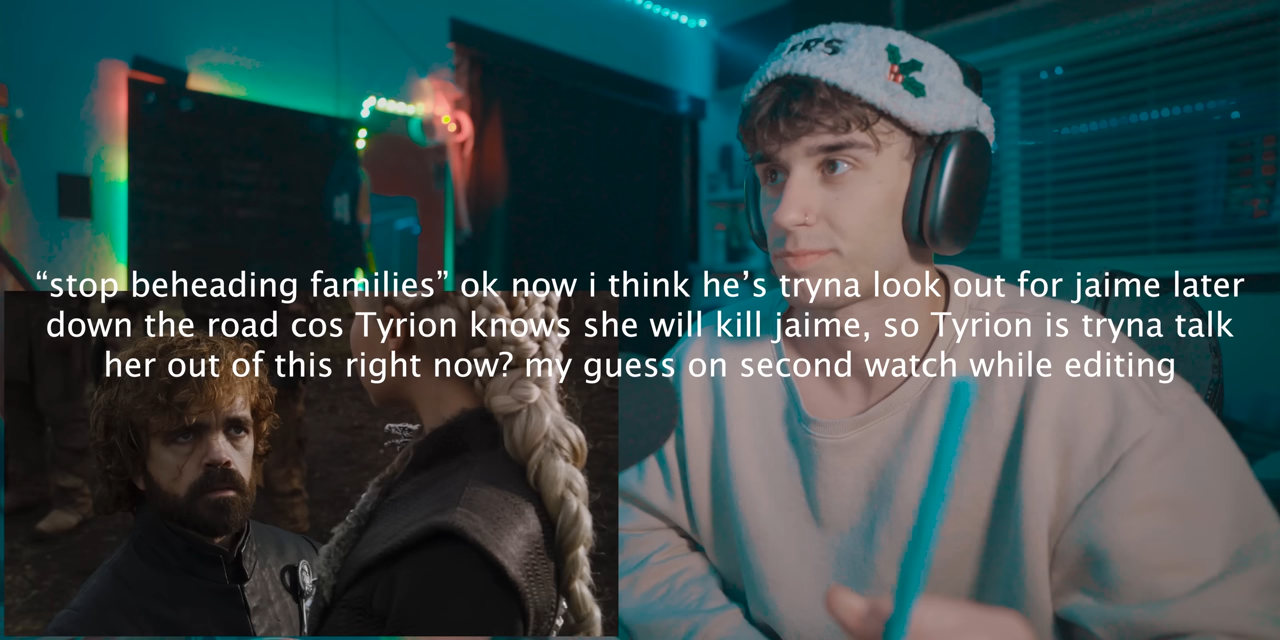 ERS
“stop beheading families” ok now i think he’s tryna look out for jaime later
down the road cos Tyrion knows she will kill jaime, so Tyrion is tryna talk
her out of this right now? my guess on second watch while editing